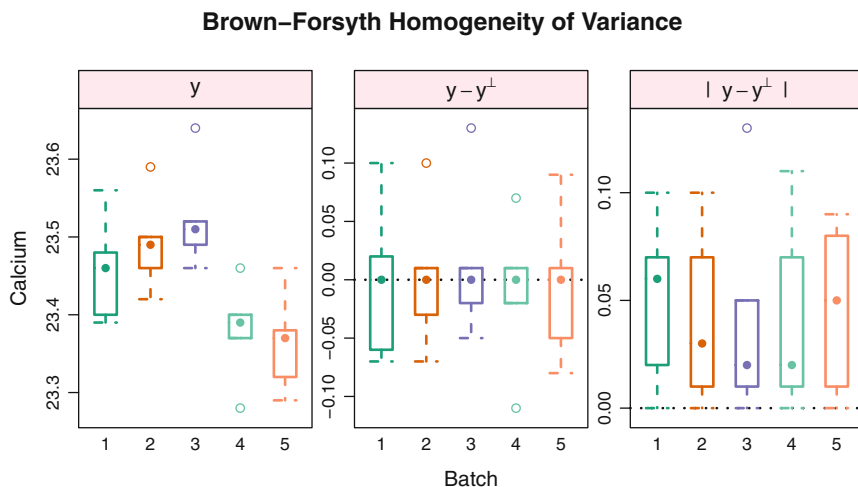 Brown−Forsyth Homogeneity of Variance
y
y − y⊥
| y − y⊥ |
Calcium
23.6
23.5
23.4
23.3
0.10
0.05
0.00
−0.05
−0.10
0.10
0.05
0.00
1 2 3 4 5
1 2 3 4 5
1 2 3 4 5
Batch